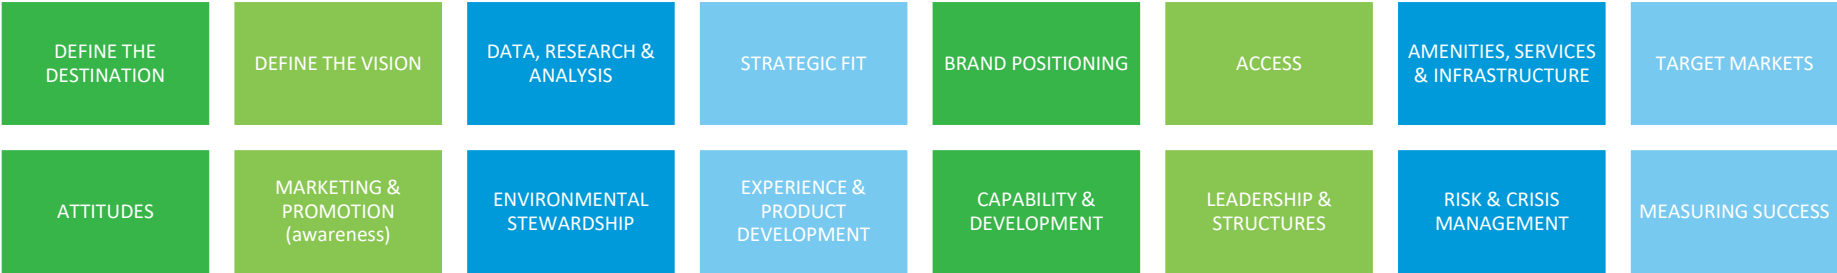 DEFINE THE
DESTINATION
DEFINE THE VISION
DATA, RESEARCH &
ANALYSIS
STRATEGIC FIT
BRAND POSITIONING
ACCESS
AMENITIES, SERVICES
& INFRASTRUCTURE
TARGET MARKETS
ATTITUDES
MARKETING &
PROMOTION
(awareness)
ENVIRONMENTAL
STEWARDSHIP
EXPERIENCE &
PRODUCT
DEVELOPMENT
CAPABILITY &
DEVELOPMENT
LEADERSHIP &
STRUCTURES
RISK & CRISIS
MANAGEMENT
MEASURING SUCCESS